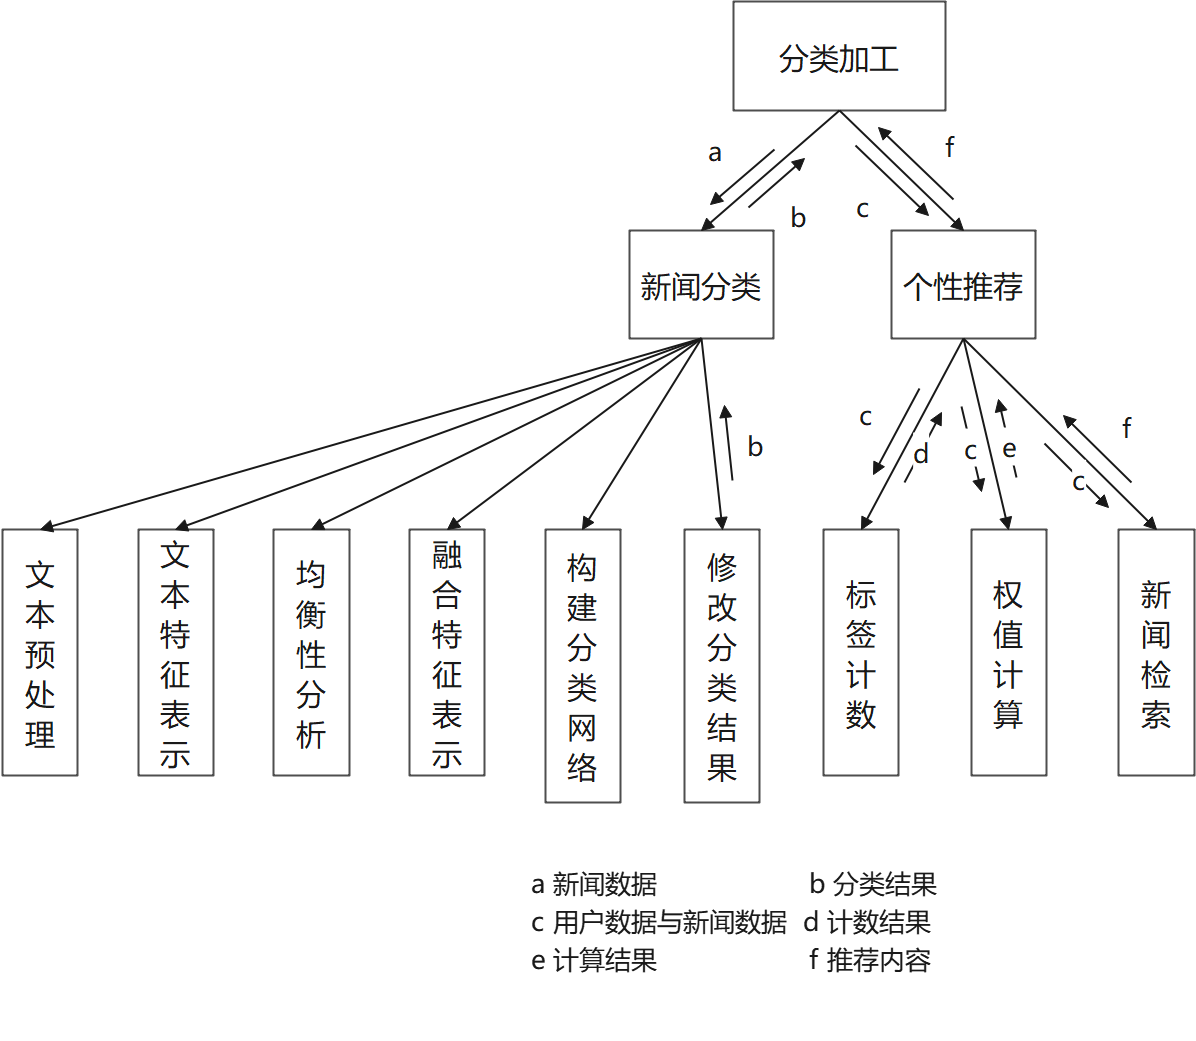 分类加工
a
f
b
c
新闻分类
个性推荐
b
c
d
c
e
f
c
文本预处理
文本特征表示
均衡性分析
融合特征表示
构建分类网络
修改分类结果
标签计数
权值计算
新闻检索
a 新闻数据 b 分类结果
c 用户数据与新闻数据 d 计数结果
e 计算结果 f 推荐内容